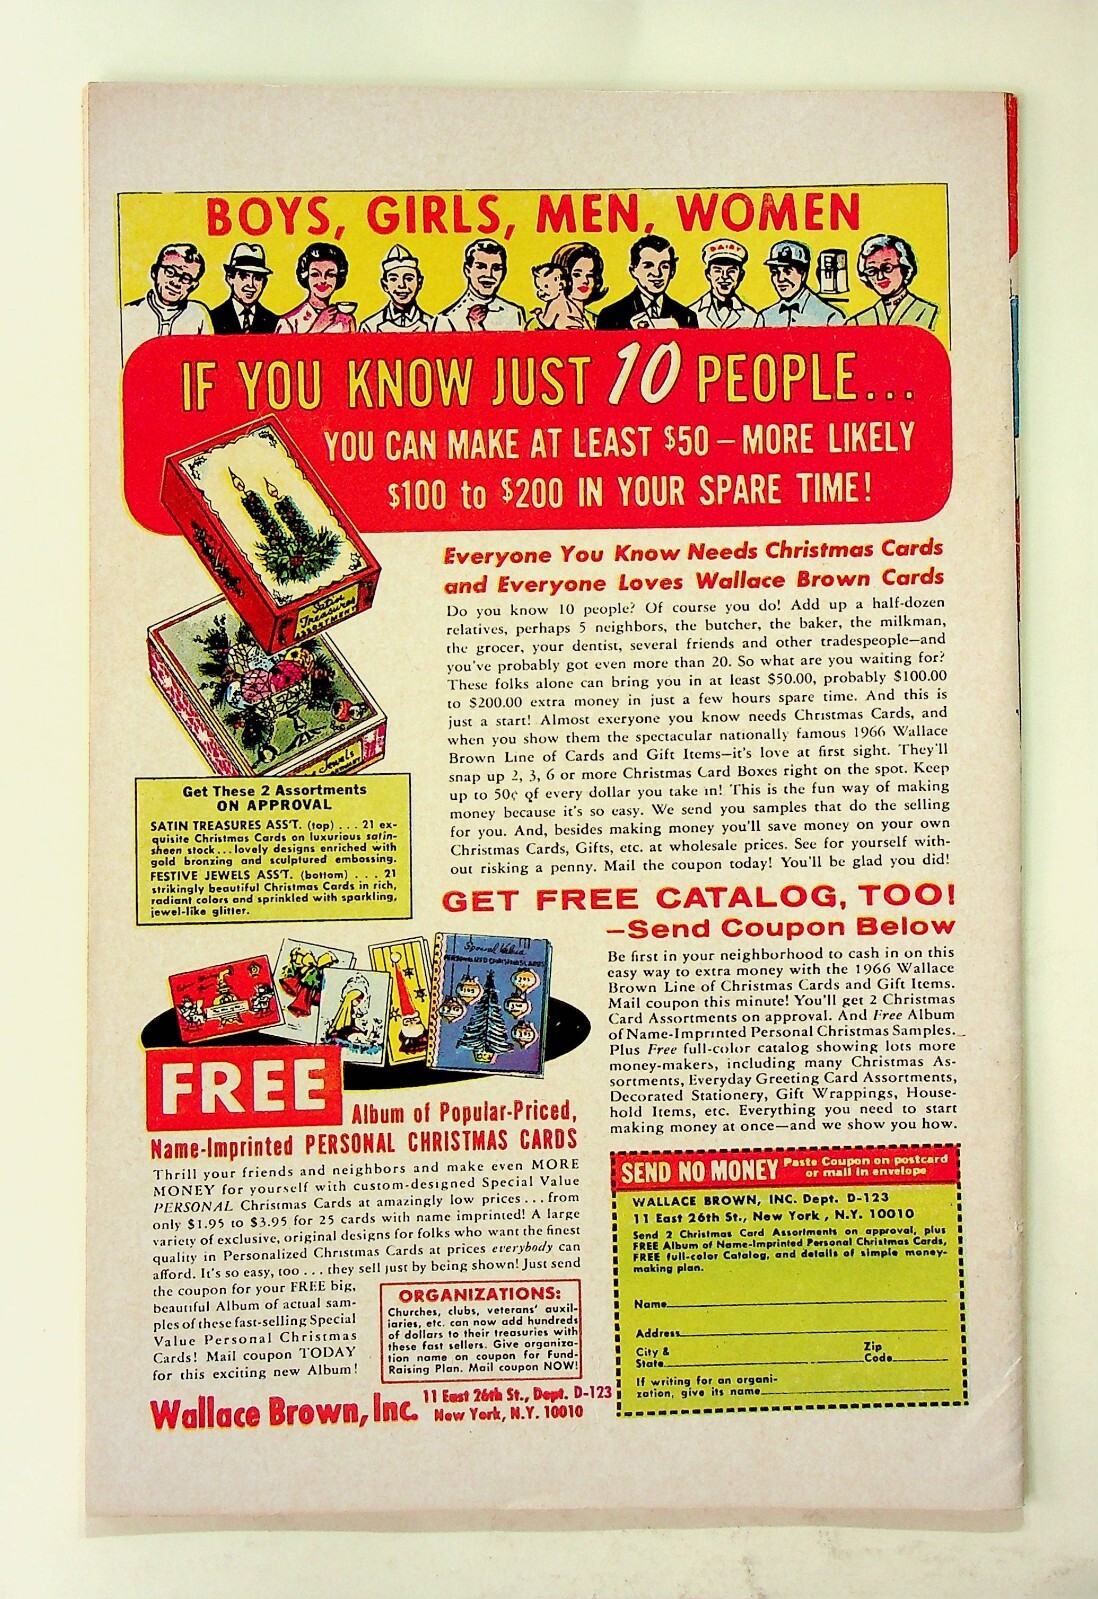 BOYS, GIRLS, MEN, WOMEN
DAIRY
IF YOU KNOW JUST 10 PEOPLE...
YOU CAN MAKE AT LEAST $50 – MORE LIKELY
$100 to $200 IN YOUR SPARE TIME!
Satin
Treasures
ASSORTMENT
Jewels
Everyone You Know Needs Christmas Cards
and Everyone Loves Wallace Brown Cards
Do you know 10 people? Of course you do! Add up a half-dozen
relatives, perhaps 5 neighbors, the butcher, the baker, the milkman,
the grocer, your dentist, several friends and other tradespeople—and
you've probably got even more than 20. So what are you waiting for?
These folks alone can bring you in at least $50.00, probably $100.00
to $200.00 extra money in just a few hours spare time. And this is
just a start! Almost exeryone you know needs Christmas Cards, and
when you show them the spectacular nationally famous 1966 Wallace
Brown Line of Cards and Gift Items—it's love at first sight. They'll
snap up 2, 3, 6 or more Christmas Card Boxes right on the spot. Keep
up to 50¢ of every dollar you take in! This is the fun way of making
money because it's so easy. We send you samples that do the selling
for you. And, besides making money you'll save money on your own
Christmas Cards, Gifts, etc. at wholesale prices. See for yourself with-
out risking a penny. Mail the coupon today! You'll be glad you did!
Get These 2 Assortments
ON APPROVAL
SATIN TREASURES ASS'T. (top) . . . 21 ex-
quisite Christmas Cards on luxurious satin-
sheen stock . . . lovely designs enriched with
gold bronzing and sculptured embossing.
FESTIVE JEWELS ASS'T. (bottom) . . . 21
strikingly beautiful Christmas Cards in rich,
radiant colors and sprinkled with sparkling,
jewel-like glitter.
GET FREE CATALOG, TOO!
—Send Coupon Below
Be first in your neighborhood to cash in on this
easy way to extra money with the 1966 Wallace
Brown Line of Christmas Cards and Gift Items.
Mail coupon this minute! You'll get 2 Christmas
Card Assortments on approval. And Free Album
of Name-Imprinted Personal Christmas Samples.
Plus Free full-color catalog showing lots more
money-makers, including many Christmas As-
sortments, Everyday Greeting Card Assortments,
Decorated Stationery, Gift Wrappings, House-
hold Items, etc. Everything you need to start
making money at once—and we show you how.
Special Value
PERSONALIZED CHRISTMAS CARDS
FREE
Album of Popular-Priced,
Name-Imprinted PERSONAL CHRISTMAS CARDS
Thrill your friends and neighbors and make even MORE
MONEY for yourself with custom-designed Special Value
PERSONAL Christmas Cards at amazingly low prices . . . from
only $1.95 to $3.95 for 25 cards with name imprinted! A large
variety of exclusive, original designs for folks who want the finest
quality in Personalized Christmas Cards at prices everybody can
afford. It's so easy, too . . . they sell just by being shown! Just send
the coupon for your FREE big,
beautiful Album of actual sam-
ples of these fast-selling Special
Value Personal Christmas
Cards! Mail coupon TODAY
for this exciting new Album!
ORGANIZATIONS:
Churches, clubs, veterans' auxil-
iaries, etc. can now add hundreds
of dollars to their treasuries with
these fast sellers. Give organiza-
tion name on coupon for Fund-
Raising Plan. Mail coupon NOW!
Wallace Brown, Inc.
11 East 26th St., Dept. D-123
New York, N.Y. 10010
SEND NO MONEY
Paste Coupon on postcard
or mail in envelope
WALLACE BROWN, INC. Dept. D-123
11 East 26th St., New York , N.Y. 10010
Send 2 Christmas Card Assortments on approval, plus
FREE Album of Name-Imprinted Personal Christmas Cards,
FREE full-color Catalog, and details of simple money-
making plan.
Name
Address
City &
State
Zip
Code
If writing for an organi-
zation, give its name